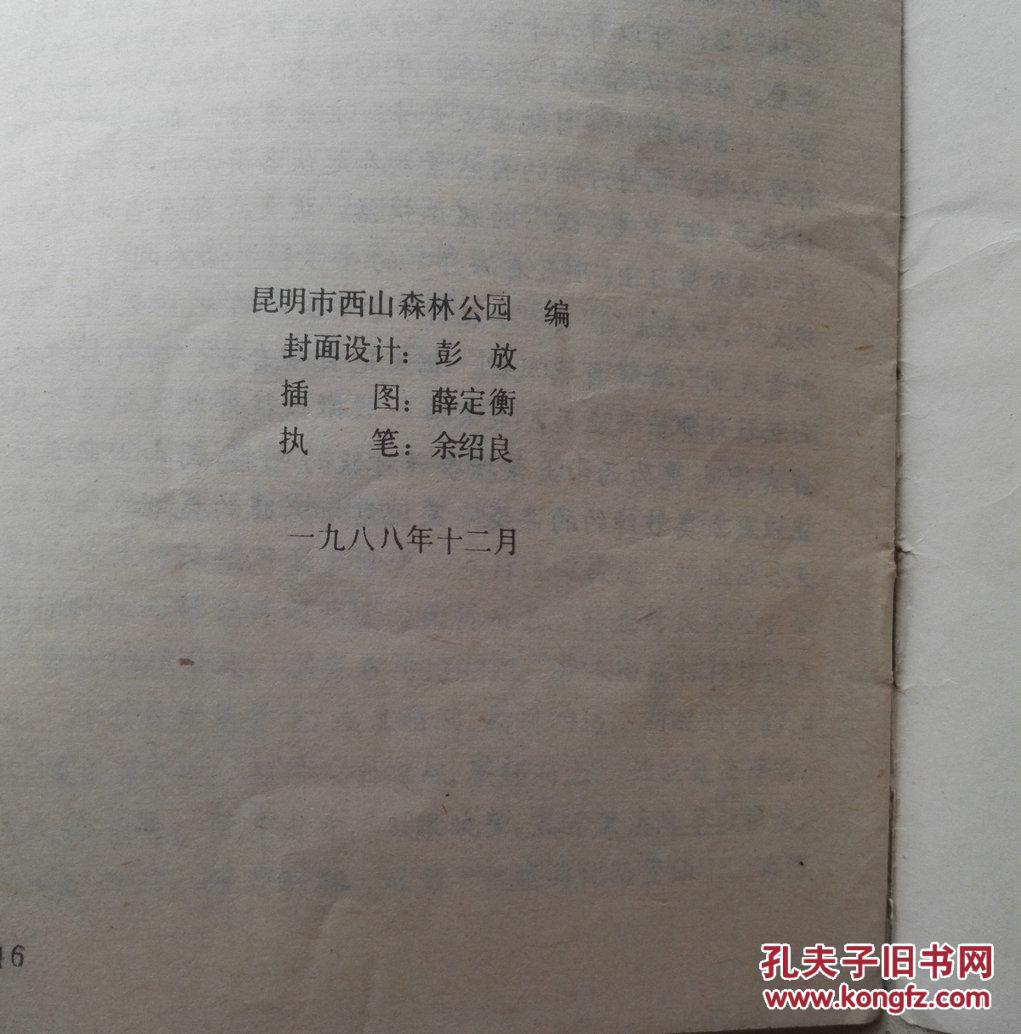 昆明市西山森林公园 编
封面设计：彭 放
插 图：薛定衡
执 笔：余绍良
一九八八年十二月
16
孔夫子旧书网
www.kongfz.com